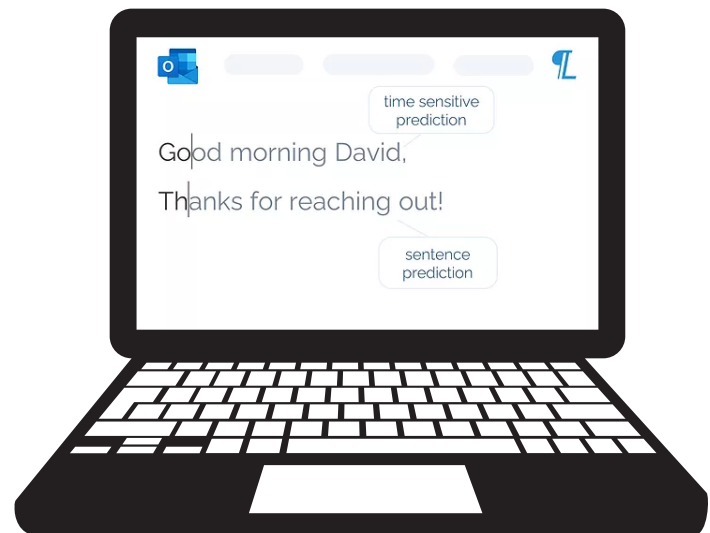 O
time sensitive
prediction
Good morning David,
Thanks for reaching out!
sentence
prediction